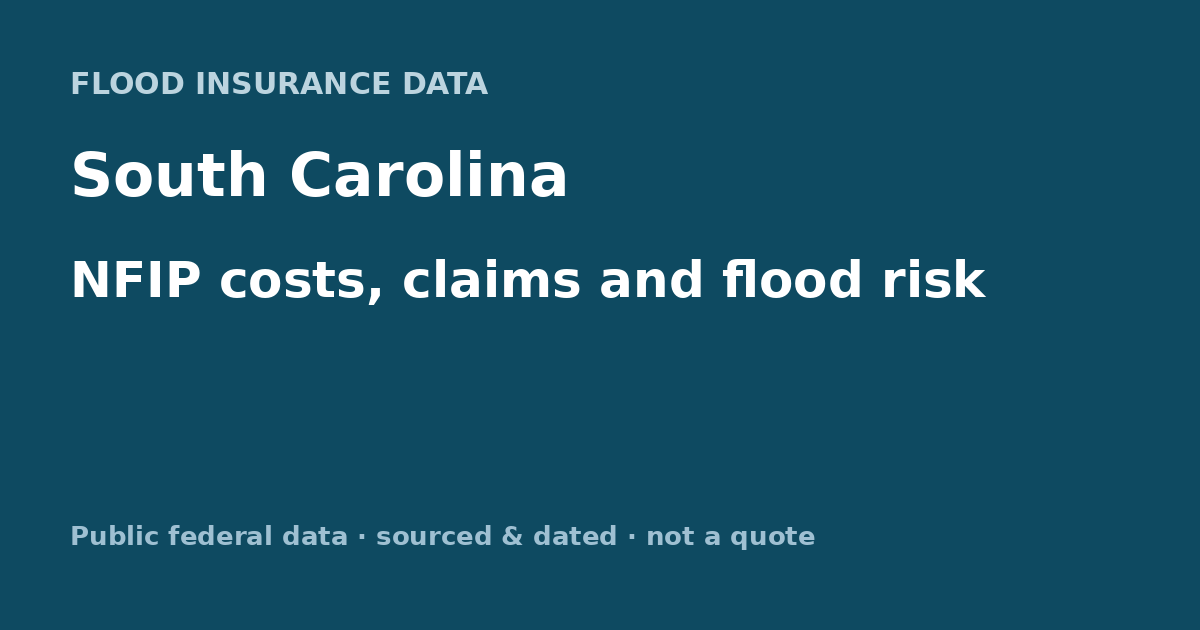 FLOOD INSURANCE DATA
South Carolina
NFIP costs, claims and flood risk
Public federal data · sourced & dated · not a quote